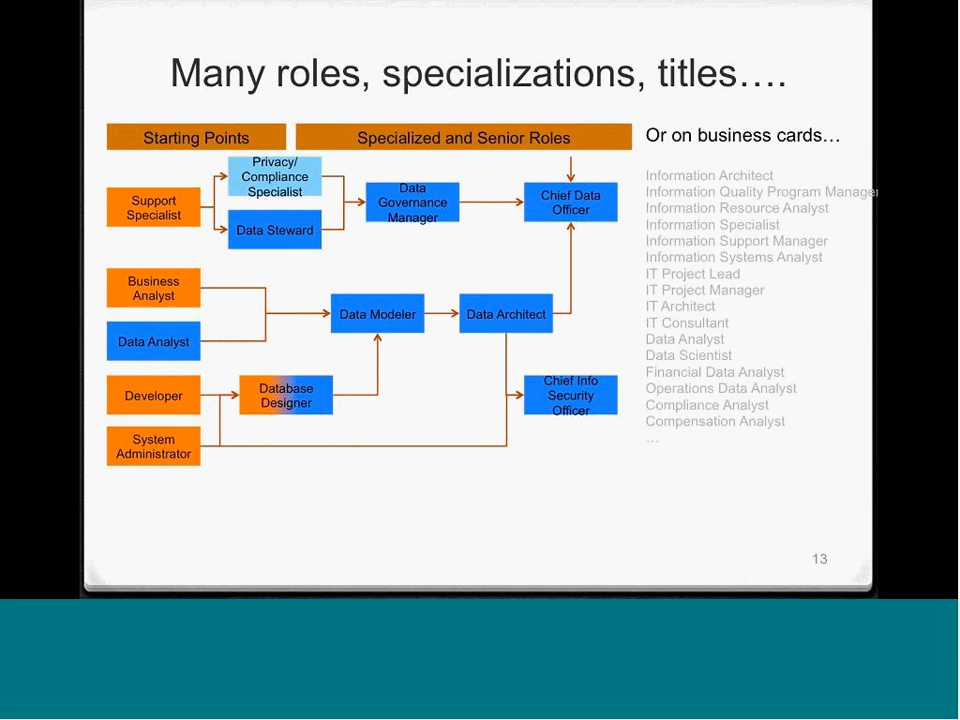 Many roles, specializations, titles….
Starting Points
Specialized and Senior Roles
Or on business cards…
Privacy/
Compliance
Specialist
Support
Specialist
Data Steward
Data
Governance
Manager
Chief Data
Officer
Business
Analyst
Data Analyst
Data Modeler
Data Architect
Developer
Database
Designer
Chief Info
Security
Officer
System
Administrator
Information Architect
Information Quality Program Manager
Information Resource Analyst
Information Specialist
Information Support Manager
Information Systems Analyst
IT Project Lead
IT Project Manager
IT Architect
IT Consultant
Data Analyst
Data Scientist
Financial Data Analyst
Operations Data Analyst
Compliance Analyst
Compensation Analyst
…
13